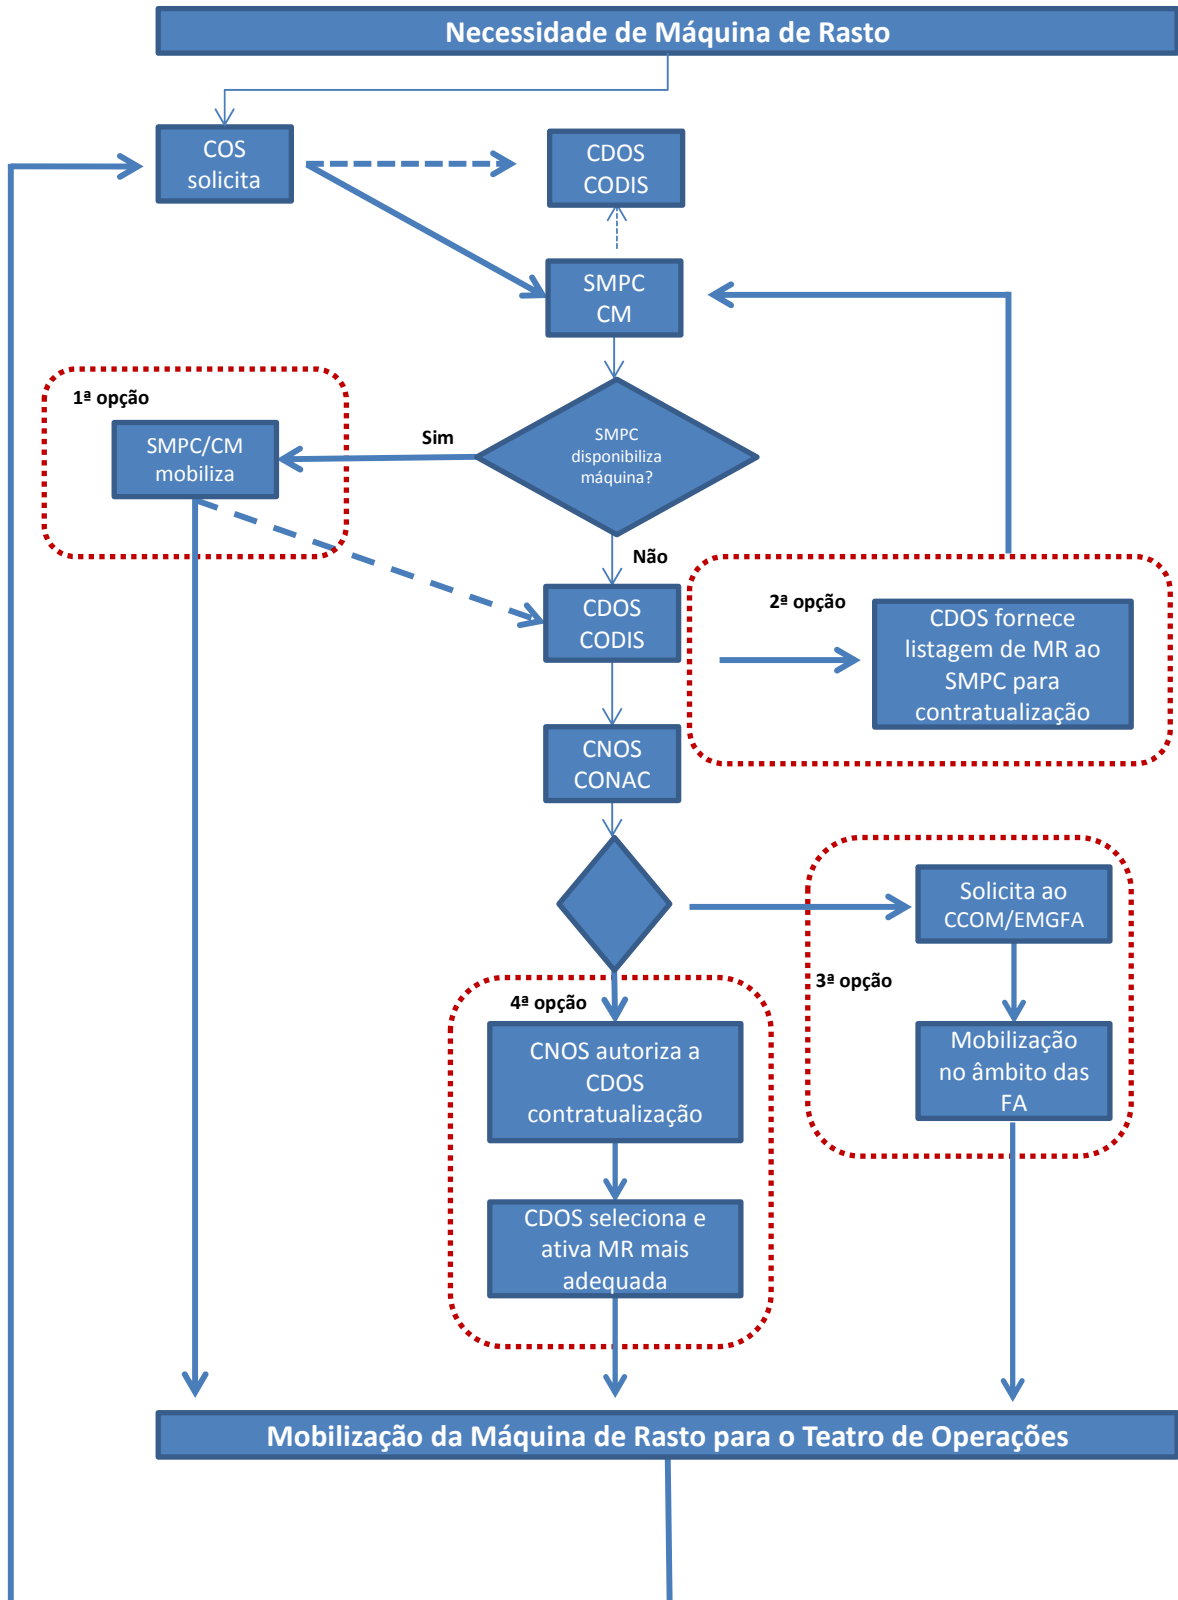 Necessidade de Máquina de Rasto
COS
solicita
CDOS
CODIS
SMPC
CM
1ª opção
SMPC/CM
mobiliza
Sim
SMPC
disponibiliza
máquina?
Não
CDOS
CODIS
2ª opção
CDOS fornece
listagem de MR ao
SMPC para
contratualização
CNOS
CONAC
Solicita ao
CCOM/EMGFA
3ª opção
Mobilização
no âmbito das
FA
4ª opção
CNOS autoriza a
CDOS
contratualização
CDOS seleciona e
ativa MR mais
adequada
Mobilização da Máquina de Rasto para o Teatro de Operações